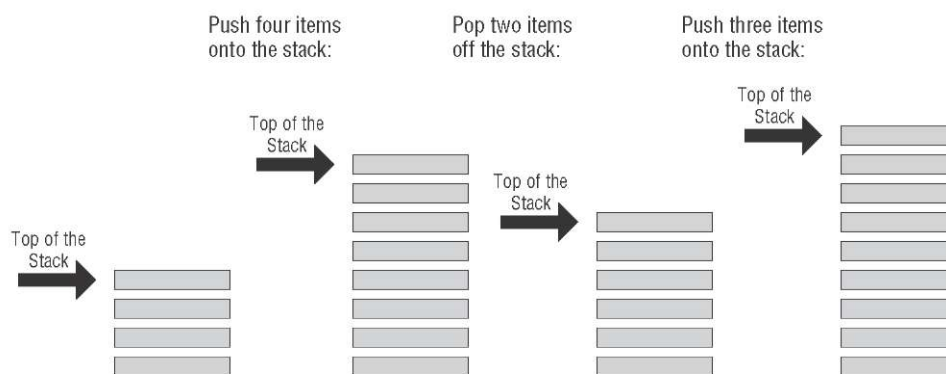 Push four items
onto the stack:
Pop two items
off the stack:
Push three items
onto the stack:
Top of the
Stack
Top of the
Stack
Top of the
Stack
Top of the
Stack